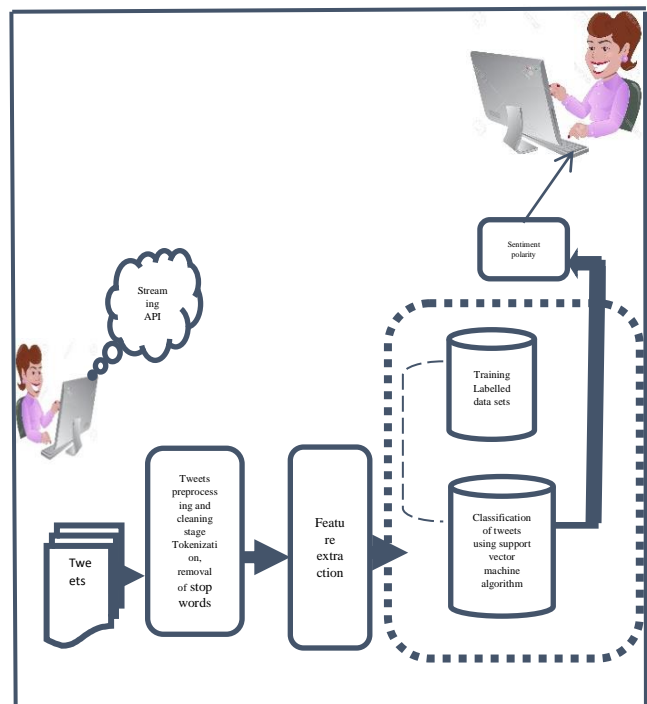 Sentiment
polarity
Stream
ing
API
Training
Labelled
data sets
Tweets
preprocess
ing and
cleaning
stage
Tokenizati
on,
removal
of stop
words
Featu
re
extra
ction
Classification
of tweets
using support
vector
machine
algorithm
Twe
ets